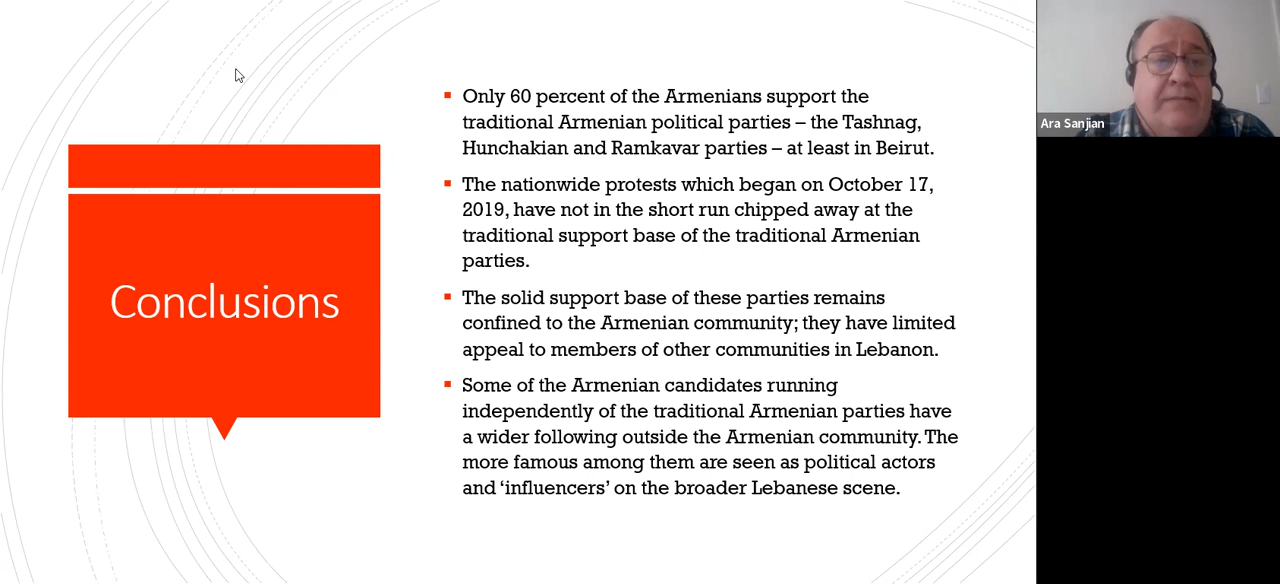 Conclusions
Only 60 percent of the Armenians support the
traditional Armenian political parties – the Tashnag,
Hunchakian and Ramkavar parties – at least in Beirut.
The nationwide protests which began on October 17,
2019, have not in the short run chipped away at the
traditional support base of the traditional Armenian
parties.
The solid support base of these parties remains
confined to the Armenian community; they have limited
appeal to members of other communities in Lebanon.
Some of the Armenian candidates running
independently of the traditional Armenian parties have
a wider following outside the Armenian community. The
more famous among them are seen as political actors
and ‘influencers’ on the broader Lebanese scene.
Ara Sanjian